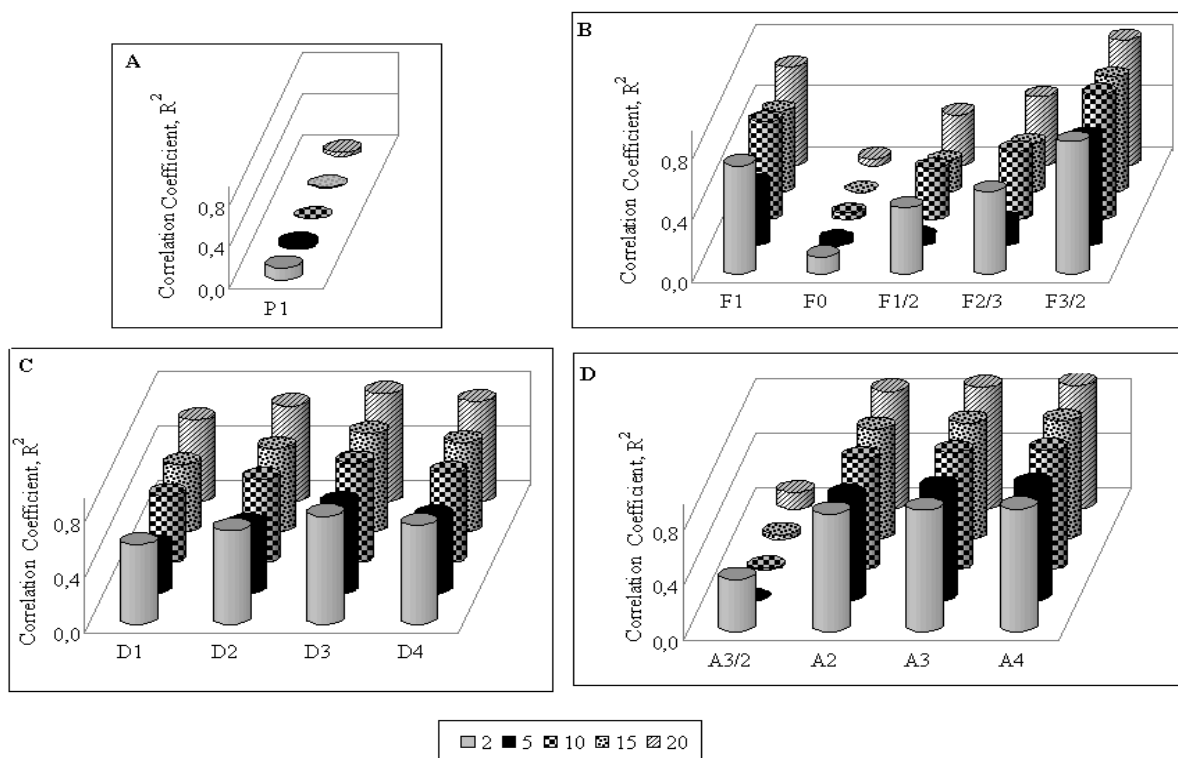 A
Correlation Coefficient, R²
0,8
0,4
0,0
P1
B
Correlation Coefficient, R²
0,8
0,4
0,0
F1 F0 F1/2 F2/3 F3/2
C
Correlation Coefficient, R²
0,8
0,4
0,0
D1 D2 D3 D4
D
Correlation Coefficient, R²
0,8
0,4
0,0
A3/2 A2 A3 A4
2 5 10 15 20